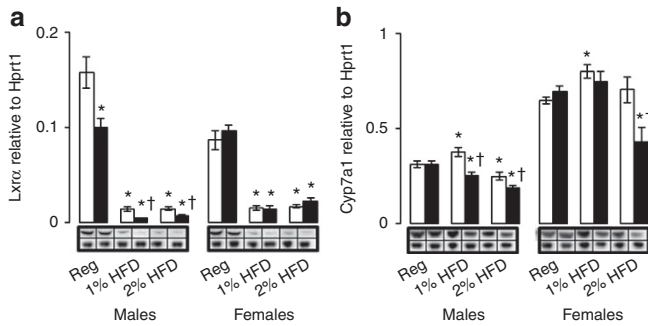 a
Lxrα relative to Hprt1
0.2
0.1
0
*
*
*†
*
*†
* *
* *
Reg
1% HFD
2% HFD
Reg
1% HFD
2% HFD
Males
Females
b
Cyp7a1 relative to Hprt1
1
0.5
0
*
*†
*
*†
*
*†
Reg
1% HFD
2% HFD
Reg
1% HFD
2% HFD
Males
Females